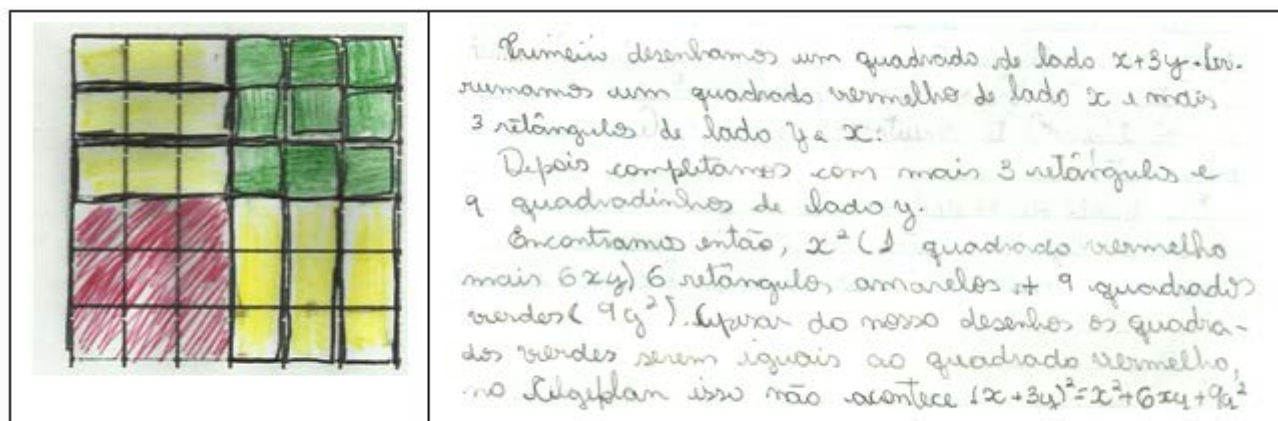 Primeiro desenhamos um quadrado de lado x+3y.
rumamos um quadrado vermelho de lado x e mais
3 retângulos de lado y e x.
Depois completamos com mais 3 retângulos e
9 quadradinhos de lado y.
Encontramos então, x² (1 quadrado vermelho
mais 6xy) 6 retângulos amarelos + 9 quadrados
verdes (9y²). Apesar do nosso desenhos os quadra-
dos verdes serem iguais ao quadrado vermelho,
no Algeplan isso não acontece (x+3y)²=x²+6xy+9y²